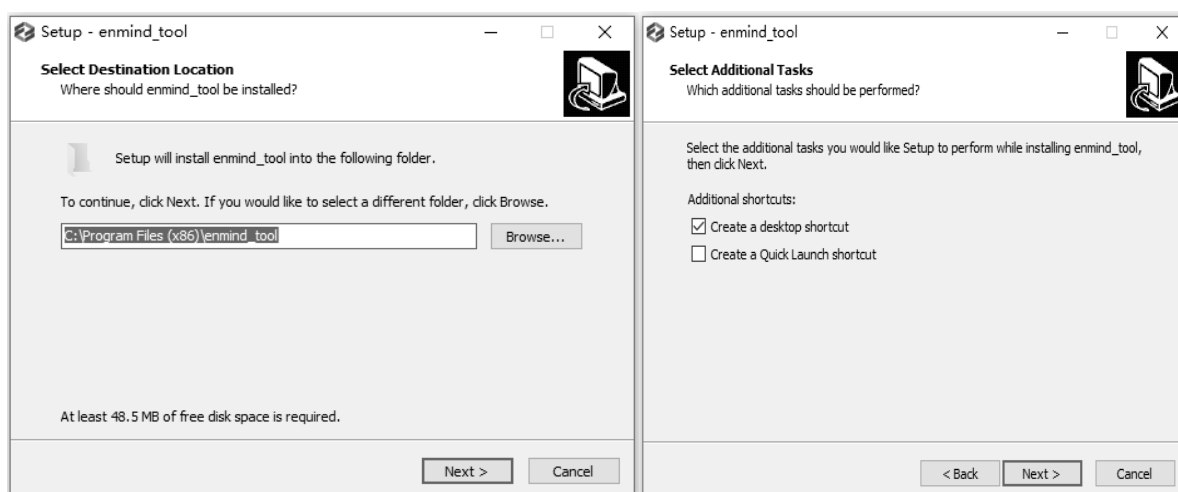 Setup - enmind_tool
Select Destination Location
Where should enmind_tool be installed?
Setup will install enmind_tool into the following folder.
To continue, click Next. If you would like to select a different folder, click Browse.
C:\Program Files (x86)\enmind_tool
Browse...
At least 48.5 MB of free disk space is required.
Next >
Cancel
Setup - enmind_tool
Select Additional Tasks
Which additional tasks should be performed?
Select the additional tasks you would like Setup to perform while installing enmind_tool,
then click Next.
Additional shortcuts:
Create a desktop shortcut
Create a Quick Launch shortcut
< Back
Next >
Cancel